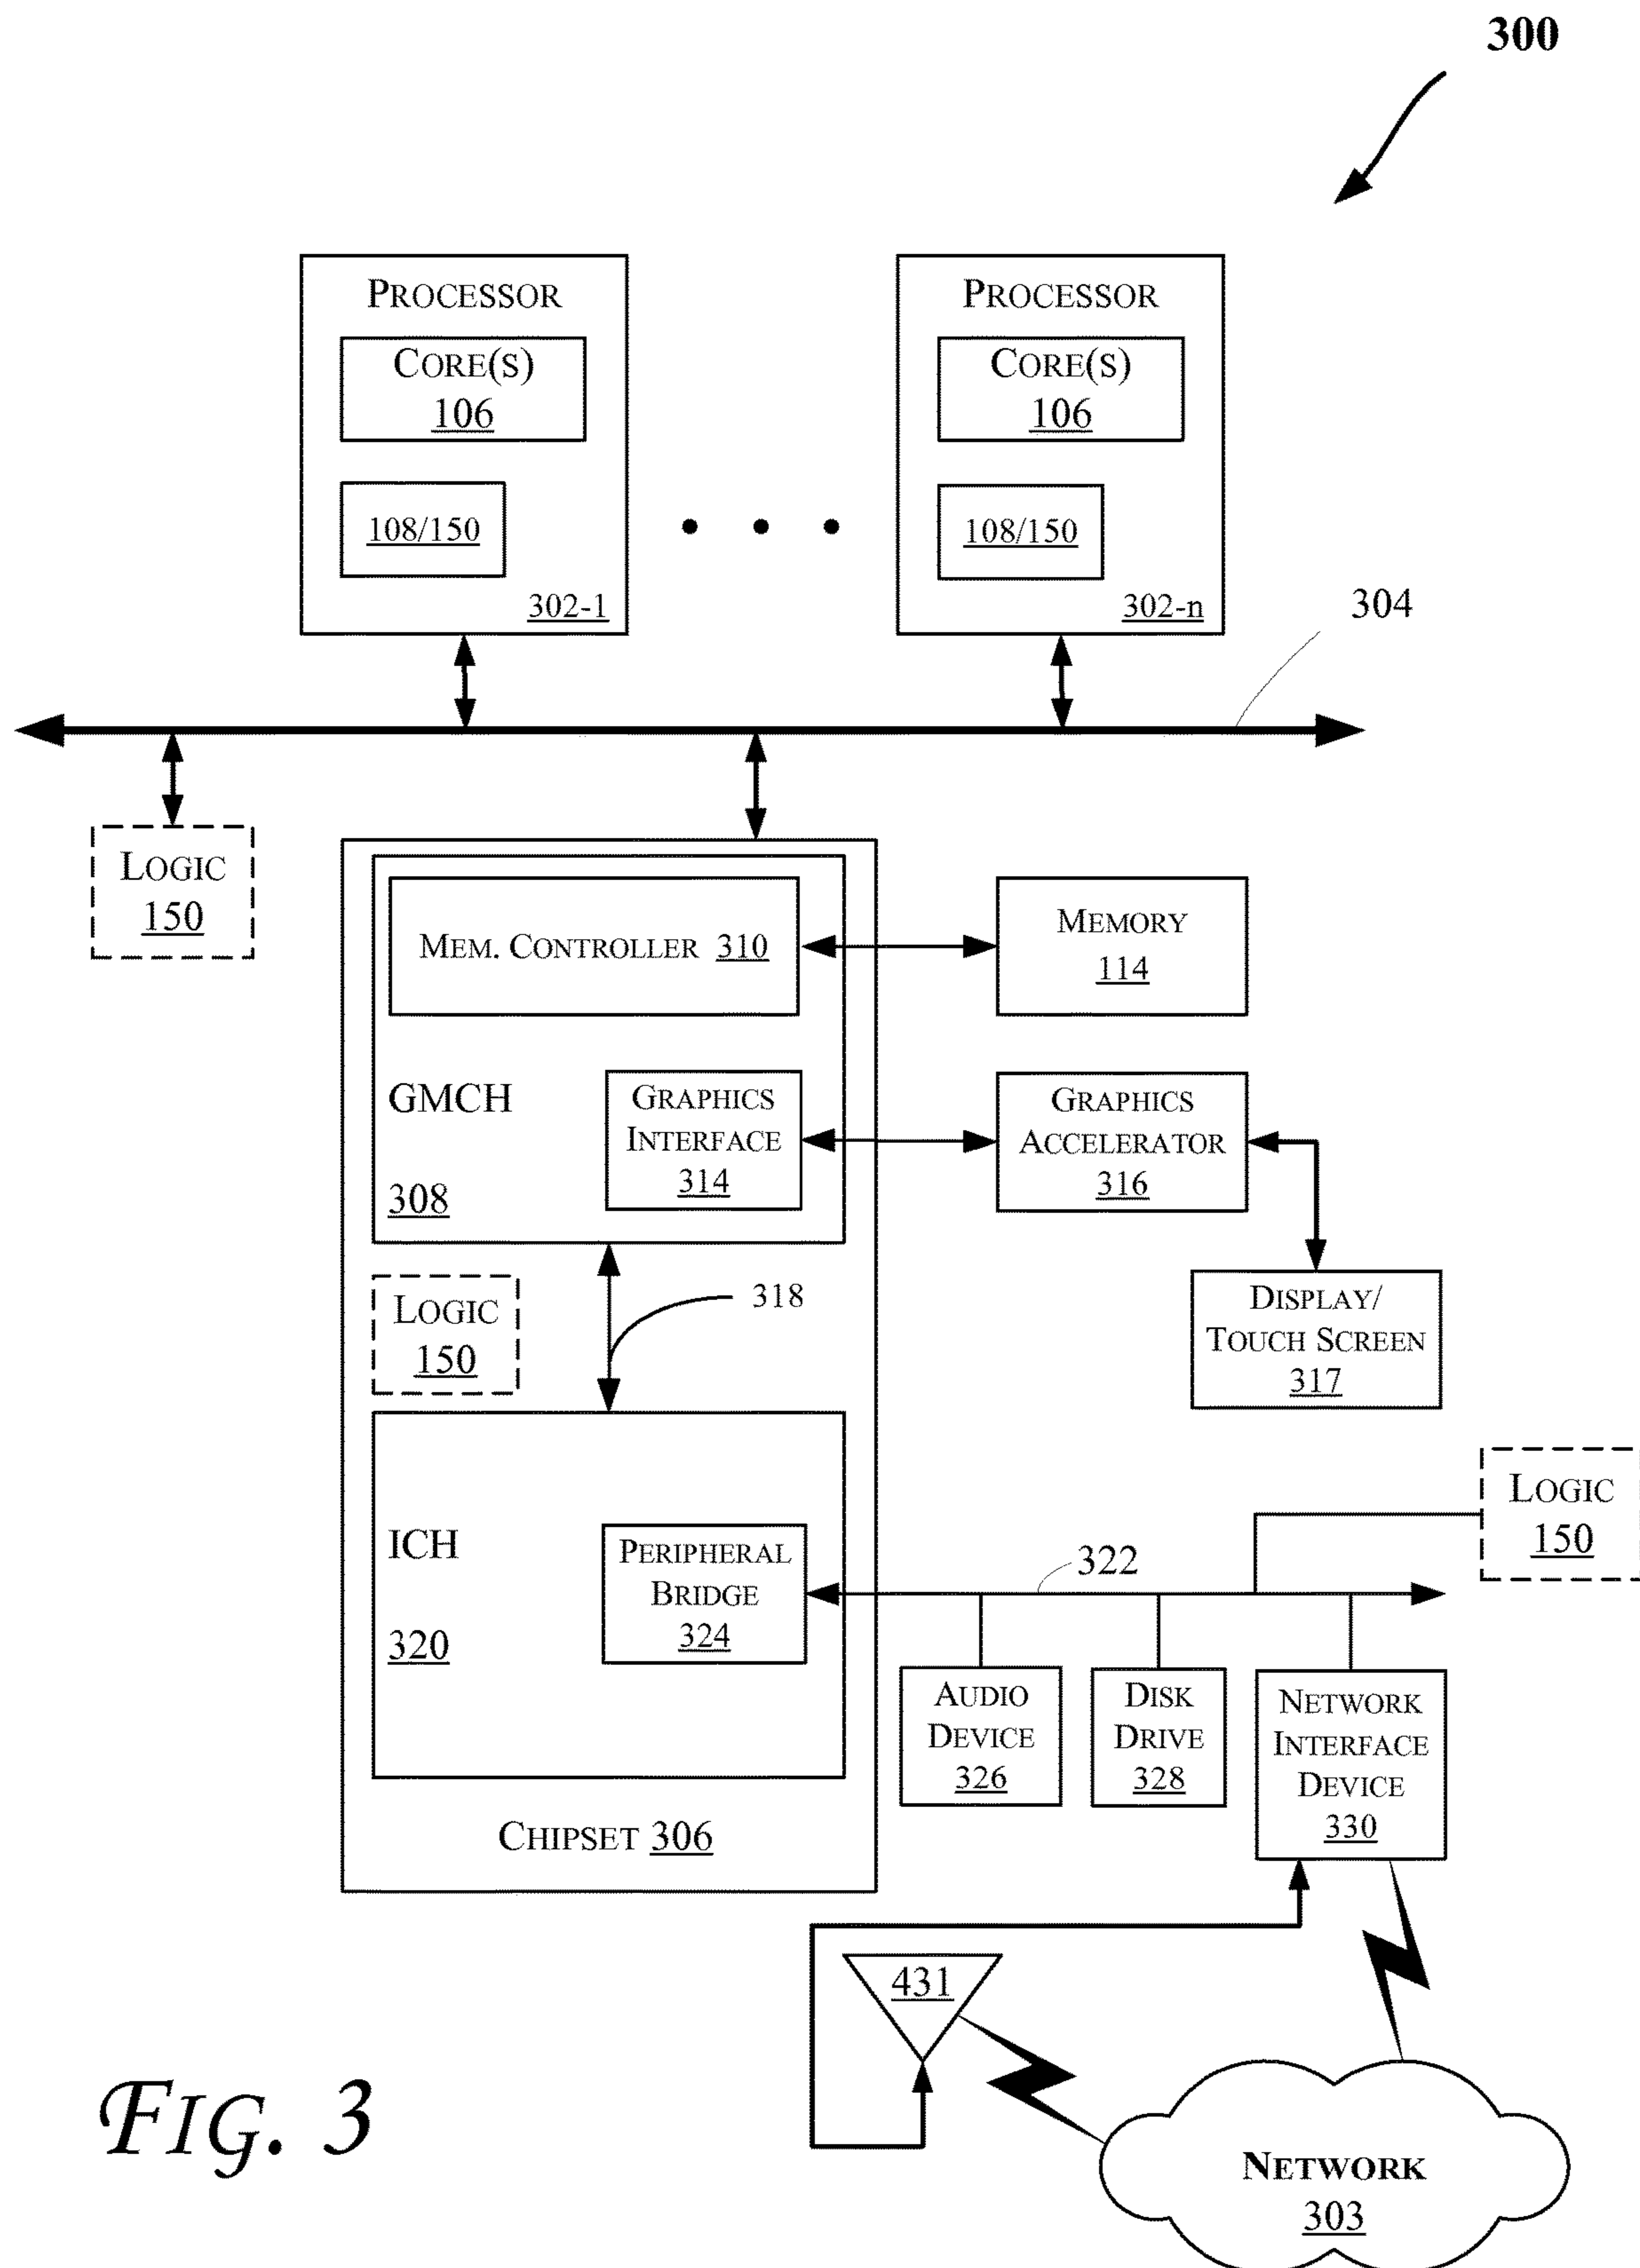 300
PROCESSOR
CORE(S)
106
108/150
302-1
PROCESSOR
CORE(S)
106
108/150
302-n
304
LOGIC
150
MEM. CONTROLLER 310
MEMORY
114
GMCH
308
GRAPHICS
INTERFACE
314
GRAPHICS
ACCELERATOR
316
DISPLAY/
TOUCH SCREEN
317
LOGIC
150
318
ICH
320
PERIPHERAL
BRIDGE
324
322
LOGIC
150
AUDIO
DEVICE
326
DISK
DRIVE
328
NETWORK
INTERFACE
DEVICE
330
CHIPSET 306
431
NETWORK
303
FIG. 3